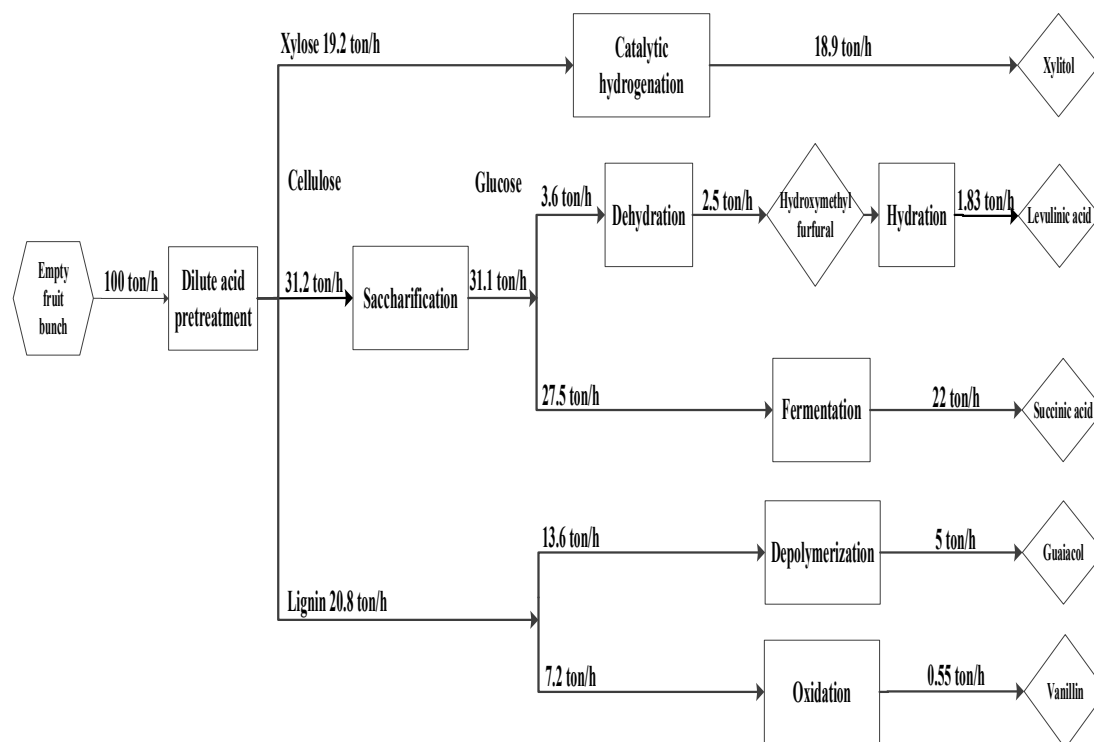 Xylose 19.2 ton/h
Catalytic
hydrogenation
18.9 ton/h
Xylitol
Cellulose
Glucose
3.6 ton/h
Dehydration
2.5 ton/h
Hydroxymethyl
furfural
Hydration
1.83 ton/h
Levulinic acid
Empty
fruit
bunch
100 ton/h
Dilute acid
pretreatment
31.2 ton/h
Saccharification
31.1 ton/h
27.5 ton/h
Fermentation
22 ton/h
Succinic acid
13.6 ton/h
Depolymerization
5 ton/h
Guaiacol
Lignin 20.8 ton/h
7.2 ton/h
Oxidation
0.55 ton/h
Vanillin